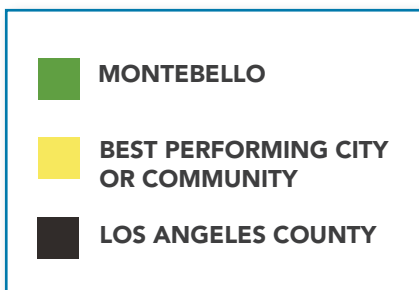 MONTEBELLO
BEST PERFORMING CITY
OR COMMUNITY
LOS ANGELES COUNTY